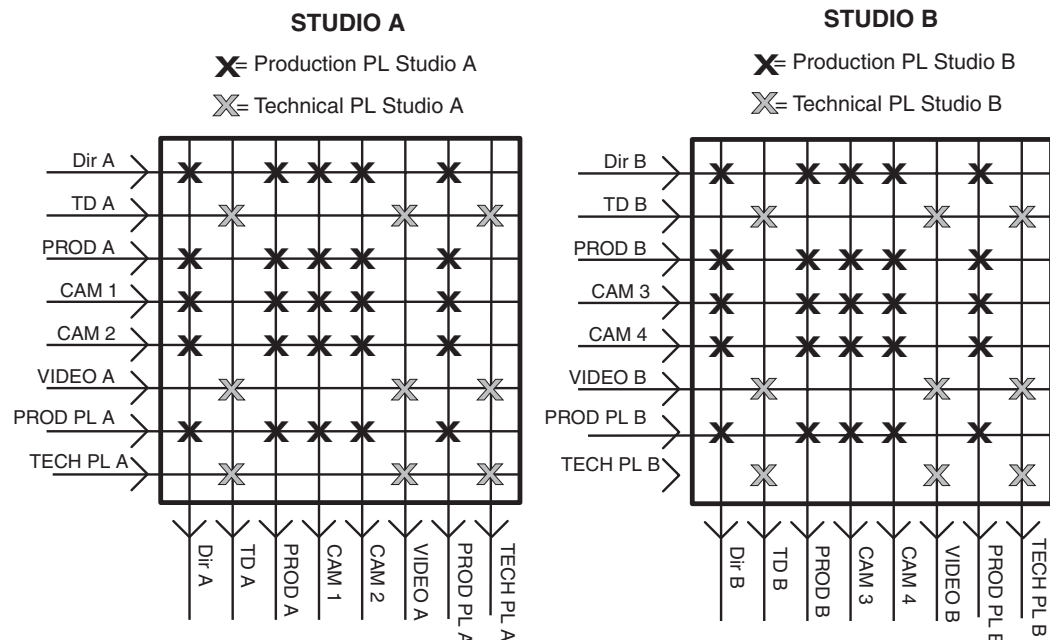 STUDIO A
X= Production PL Studio A
X= Technical PL Studio A
Dir A
TD A
PROD A
CAM 1
CAM 2
VIDEO A
PROD PL A
TECH PL A
Dir A
TD A
PROD A
CAM 1
CAM 2
VIDEO A
PROD PL A
TECH PL A
STUDIO B
X= Production PL Studio B
X= Technical PL Studio B
Dir B
TD B
PROD B
CAM 3
CAM 4
VIDEO B
PROD PL B
TECH PL B
Dir B
TD B
PROD B
CAM 3
CAM 4
VIDEO B
PROD PL B
TECH PL B